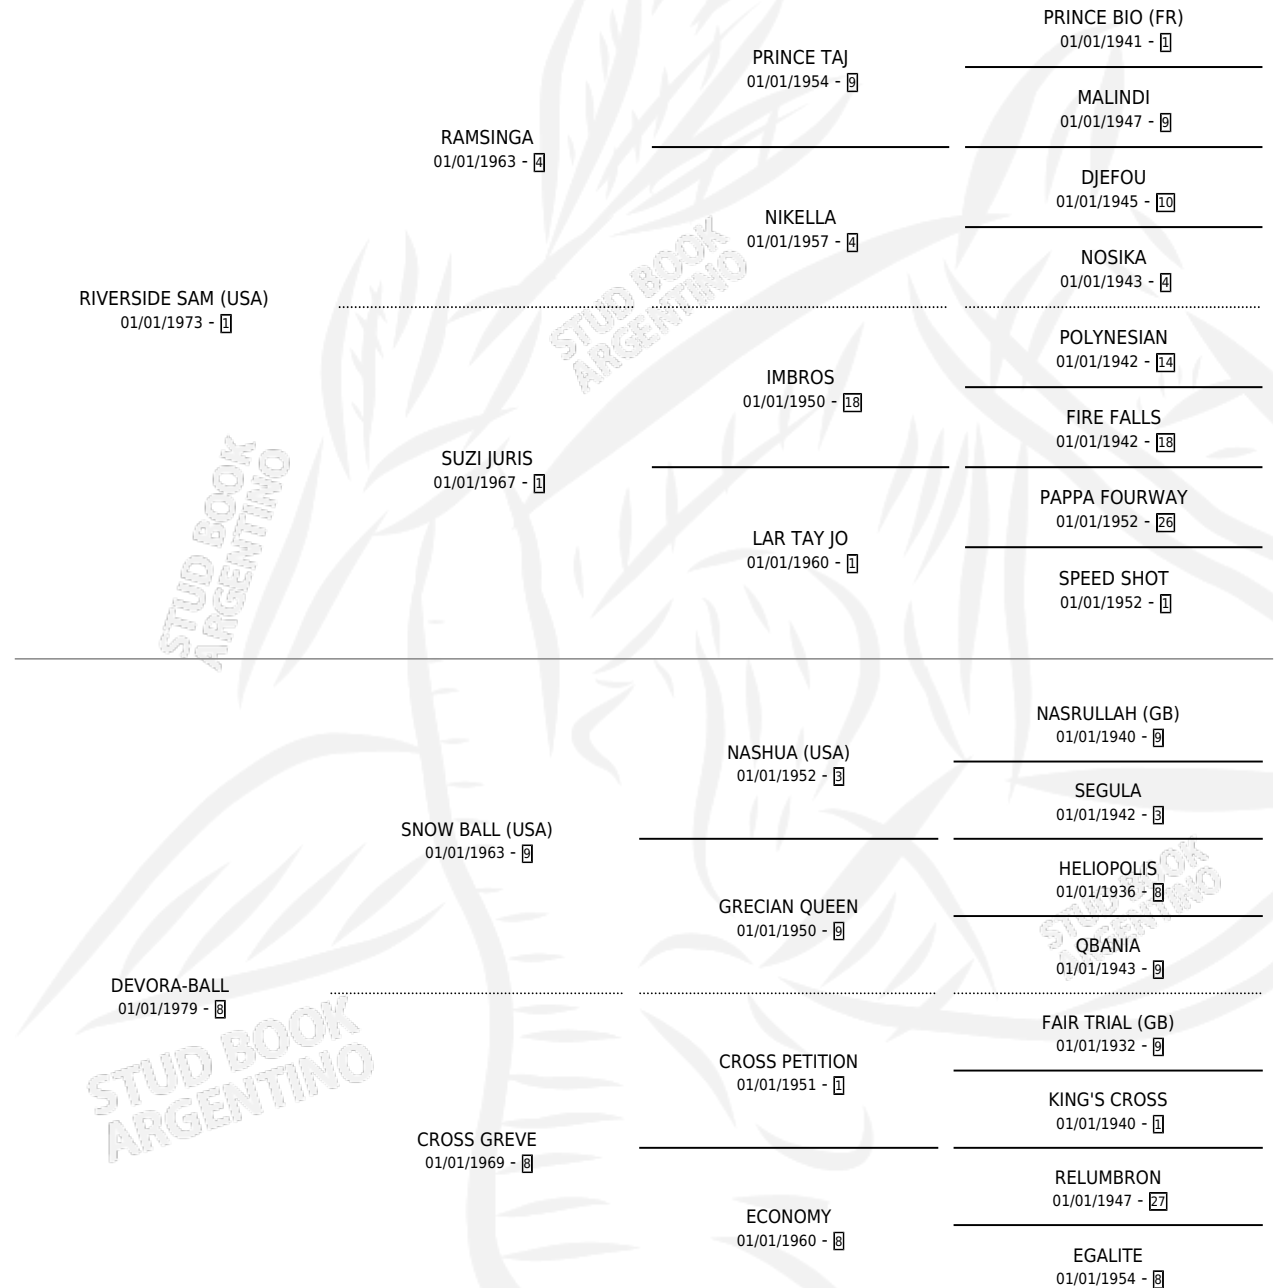 PRINCE BIO (FR)
01/01/1941 - 1
PRINCE TAJ
01/01/1954 - 9
MALINDI
01/01/1947 - 9
RAMSINGA
01/01/1963 - 4
DJEFOU
01/01/1945 - 10
NIKELLA
01/01/1957 - 4
NOSIKA
01/01/1943 - 4
RIVERSIDE SAM (USA)
01/01/1973 - 1
POLYNESIAN
01/01/1942 - 14
IMBROS
01/01/1950 - 18
FIRE FALLS
01/01/1942 - 18
SUZI JURIS
01/01/1967 - 1
PAPPA FOURWAY
01/01/1952 - 26
LAR TAY JO
01/01/1960 - 1
SPEED SHOT
01/01/1952 - 1
NASRULLAH (GB)
01/01/1940 - 9
NASHUA (USA)
01/01/1952 - 3
SEGULA
01/01/1942 - 3
SNOW BALL (USA)
01/01/1963 - 9
HELIOPOLIS
01/01/1936 - 8
GRECIAN QUEEN
01/01/1950 - 9
QBANIA
01/01/1943 - 9
DEVORA-BALL
01/01/1979 - 8
FAIR TRIAL (GB)
01/01/1932 - 9
CROSS PETITION
01/01/1951 - 1
KING'S CROSS
01/01/1940 - 1
CROSS GREVE
01/01/1969 - 8
RELUMBRON
01/01/1947 - 27
ECONOMY
01/01/1960 - 8
EGALITE
01/01/1954 - 8
STUD BOOK
ARGENTINO
STUD BOOK
ARGENTINO
STUD BOOK
ARGENTINO
STUD BOOK
ARGENTINO